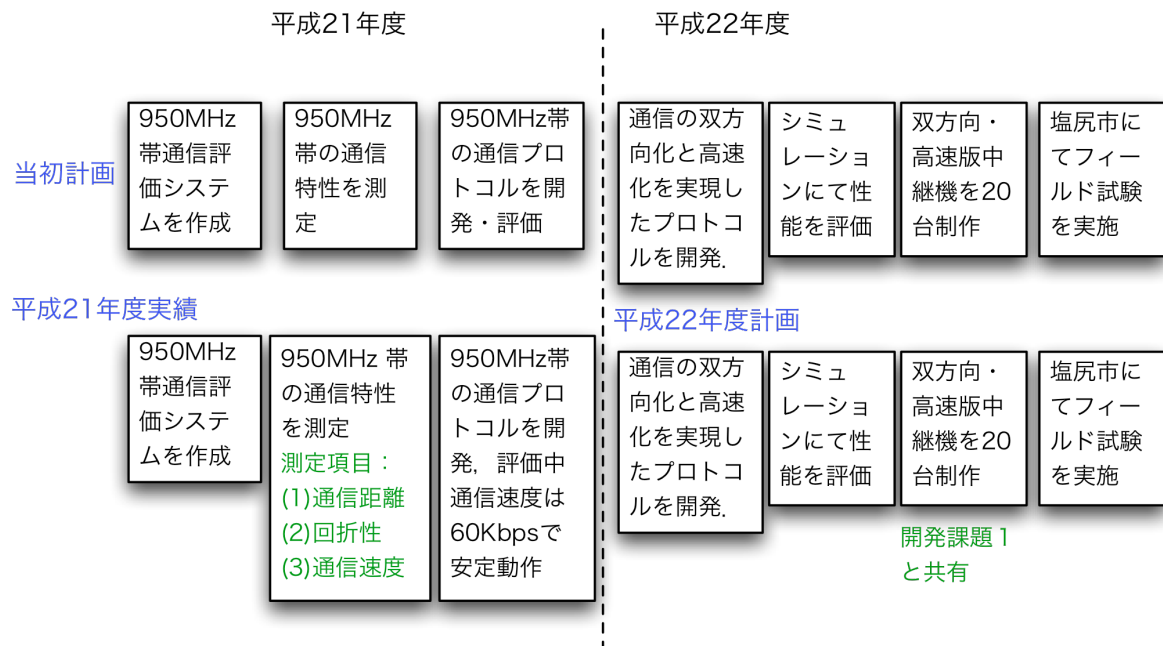 平成21年度
平成22年度
当初計画
950MHz
帯通信評
価システ
ムを作成
950MHz
帯の通信
特性を測
定
950MHz帯
の通信プロ
トコルを開
発・評価
通信の双方
向化と高速
化を実現し
たプロトコ
ルを開発.
シミュ
レーショ
ンにて性
能を評価
双方向・
高速版中
継機を20
台制作
塩尻市に
てフィー
ルド試験
を実施
平成21年度実績
950MHz
帯通信評
価システ
ムを作成
950MHz 帯
の通信特性
を測定
測定項目：
(1)通信距離
(2)回折性
(3)通信速度
950MHz帯
の通信プロ
トコルを開
発，評価中
通信速度は
60Kbpsで
安定動作
平成22年度計画
通信の双方
向化と高速
化を実現し
たプロトコ
ルを開発.
シミュ
レーショ
ンにて性
能を評価
双方向・
高速版中
継機を20
台制作
塩尻市に
てフィー
ルド試験
を実施
開発課題１
と共有